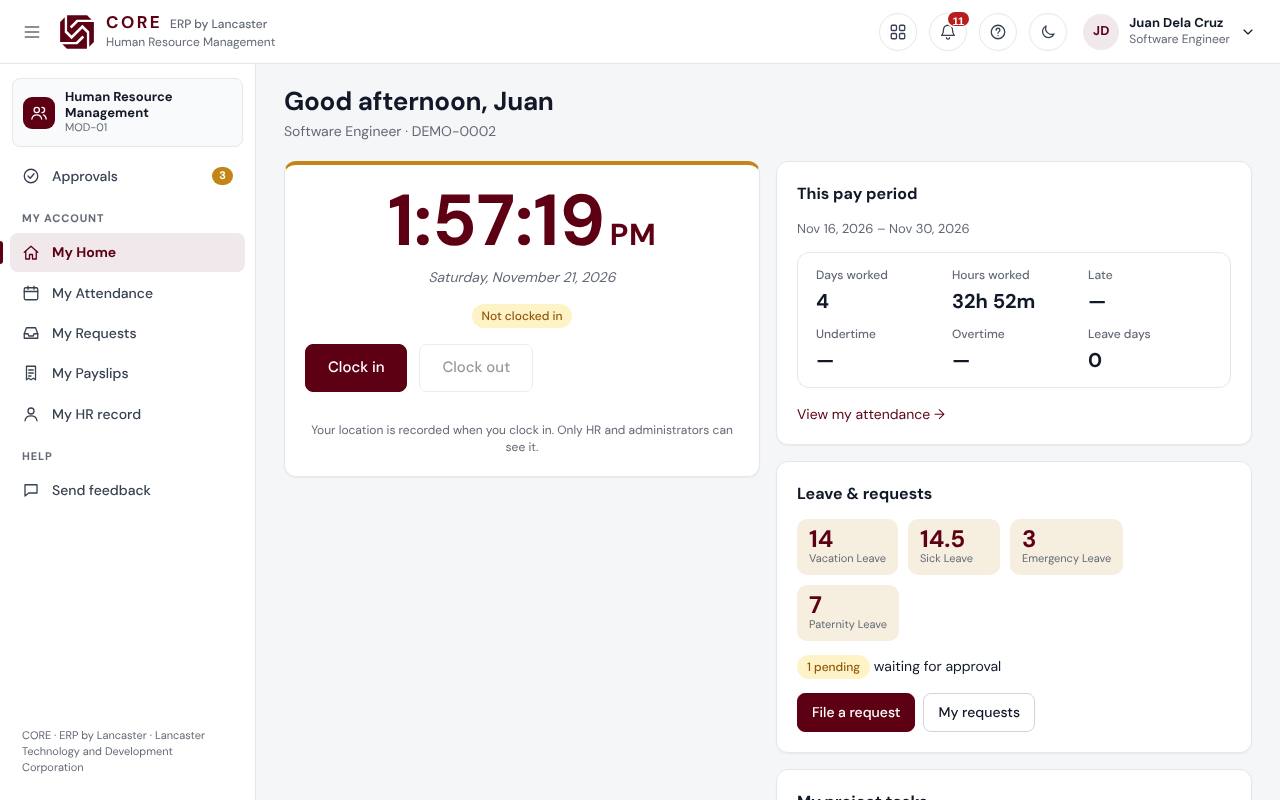 CORE ERP by Lancaster
Human Resource Management
11
JD
Juan Dela Cruz
Software Engineer
Human Resource
Management
MOD-01
Approvals 3
MY ACCOUNT
My Home
My Attendance
My Requests
My Payslips
My HR record
HELP
Send feedback
CORE · ERP by Lancaster · Lancaster
Technology and Development
Corporation
Good afternoon, Juan
Software Engineer · DEMO-0002
1:57:19 PM
Saturday, November 21, 2026
Not clocked in
Clock in Clock out
Your location is recorded when you clock in. Only HR and administrators can
see it.
This pay period
Nov 16, 2026 – Nov 30, 2026
Days worked Hours worked Late
4 32h 52m —
Undertime Overtime Leave days
— — 0
View my attendance →
Leave & requests
14 14.5 3
Vacation Leave Sick Leave Emergency Leave
7
Paternity Leave
1 pending waiting for approval
File a request My requests
My project tasks